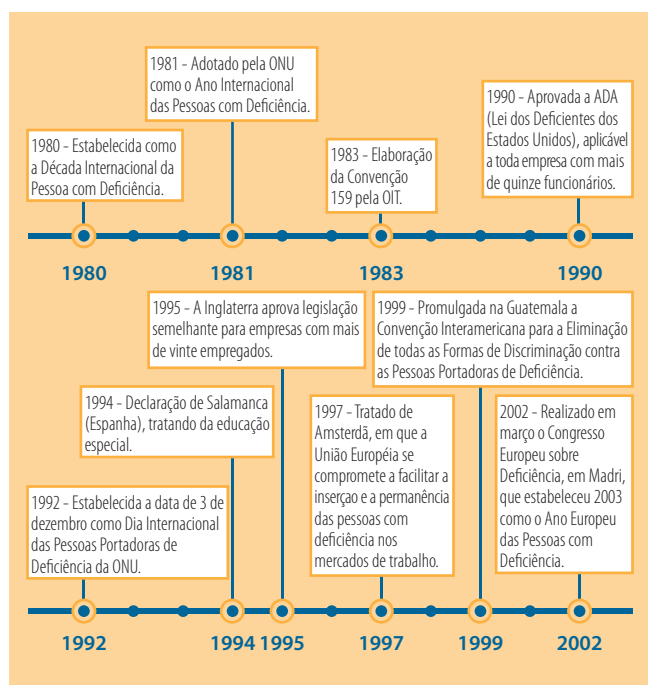 1981 - Adotado pela ONU
como o Ano Internacional
das Pessoas com Deficiência.
1990 - Aprovada a ADA
(Lei dos Deficientes dos
Estados Unidos), aplicável
a toda empresa com mais
de quinze funcionários.
1980 - Estabelecida como
a Década Internacional da
Pessoa com Deficiência.
1983 - Elaboração
da Convenção
159 pela OIT.
1980
1981
1983
1990
1995 - A Inglaterra aprova legislação
semelhante para empresas com mais
de vinte empregados.
1999 - Promulgada na Guatemala a
Convenção Interamericana para a Eliminação
de todas as Formas de Discriminação contra
as Pessoas Portadoras de Deficiência.
1994 - Declaração de Salamanca
(Espanha), tratando da educação
especial.
1997 - Tratado de
Amsterdã, em que a
União Européia se
compromete a facilitar a
inserçao e a permanência
das pessoas com
deficiência nos
mercados de trabalho.
2002 - Realizado em
março o Congresso
Europeu sobre
Deficiência, em Madri,
que estabeleceu 2003
como o Ano Europeu
das Pessoas com
Deficiência.
1992 - Estabelecida a data de 3 de
dezembro como Dia Internacional
das Pessoas Portadoras de
Deficiência da ONU.
1992
1994
1995
1997
1999
2002